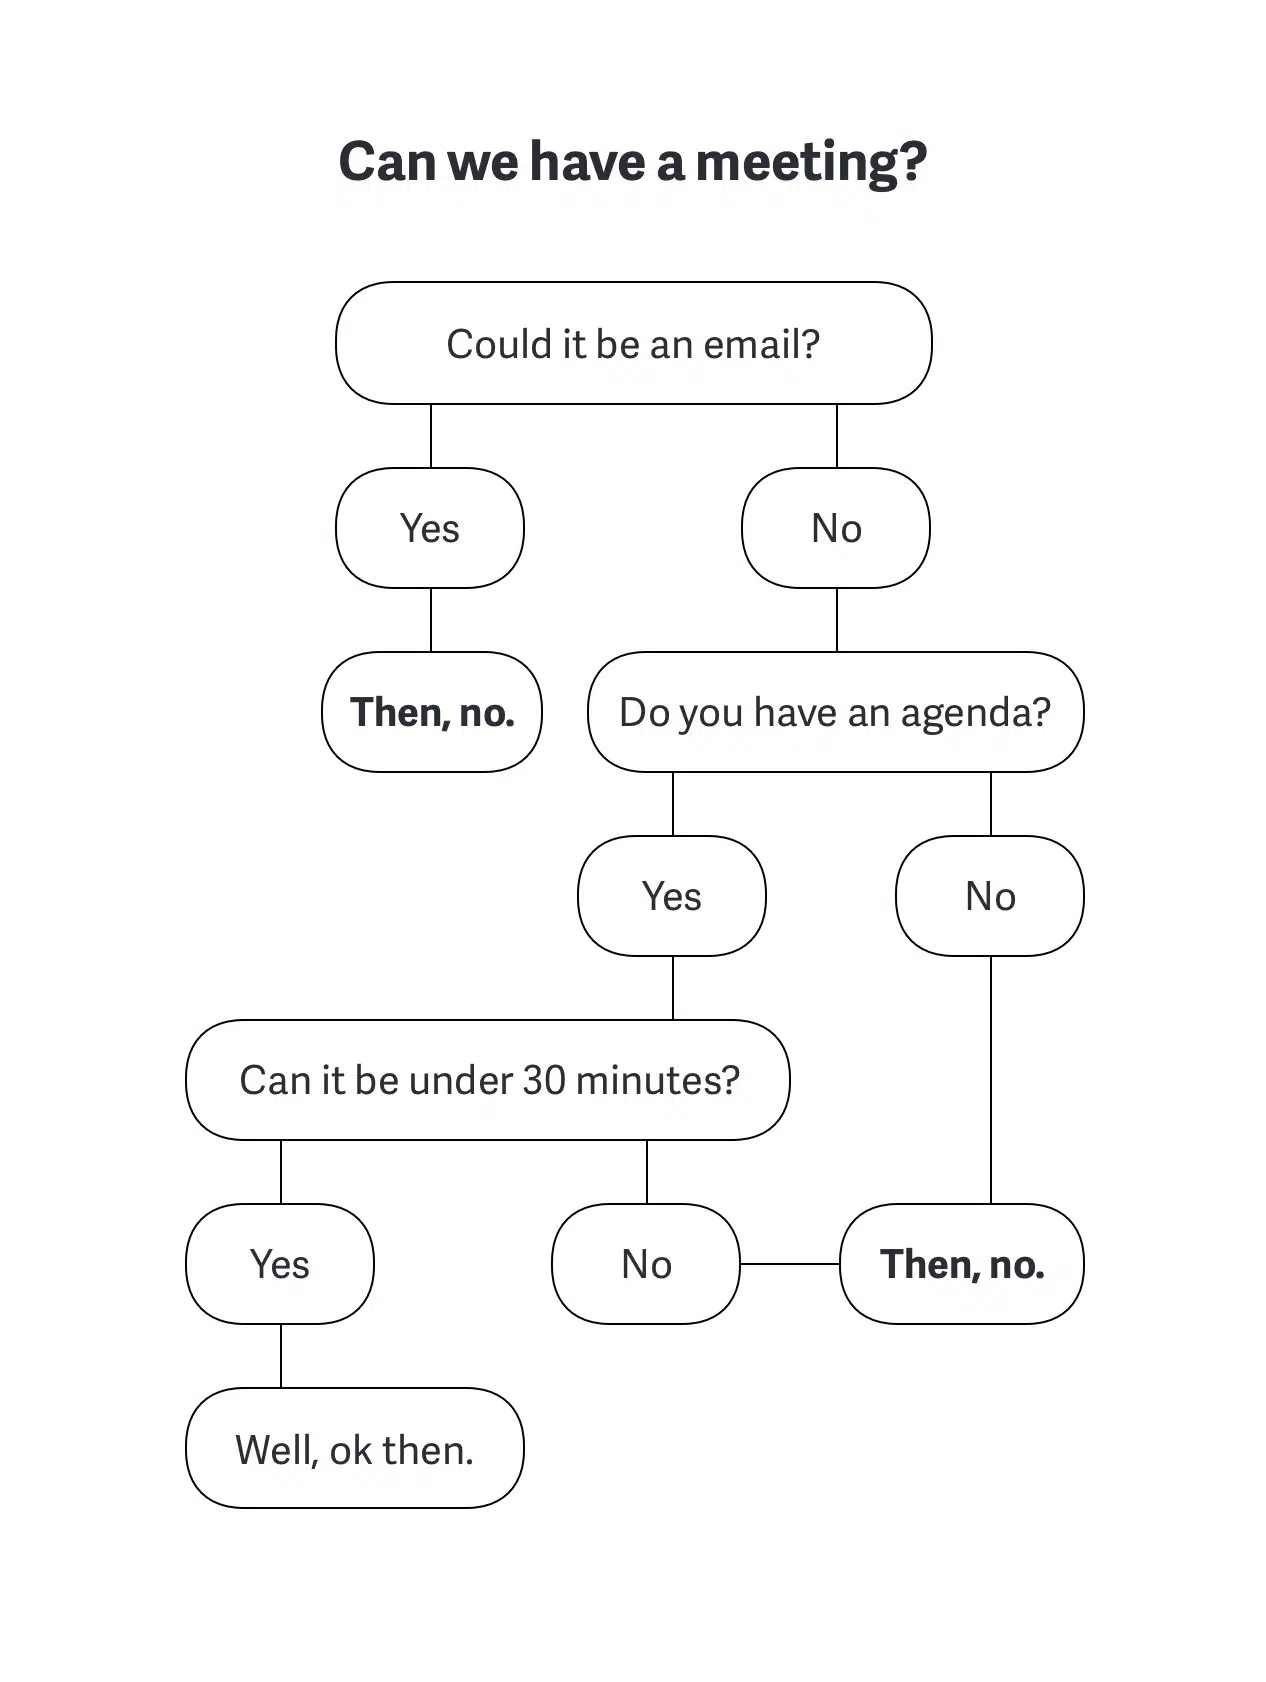 Can we have a meeting?
Could it be an email?
Yes
No
Then, no.
Do you have an agenda?
Yes
No
Can it be under 30 minutes?
Yes
No
Then, no.
Well, ok then.